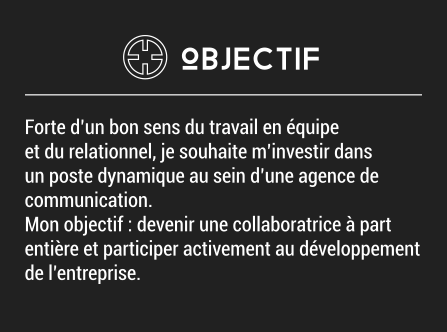 OBJECTIF
Forte d'un bon sens du travail en équipe
et du relationnel, je souhaite m'investir dans
un poste dynamique au sein d'une agence de
communication.
Mon objectif : devenir une collaboratrice à part
entière et participer activement au développement
de l'entreprise.